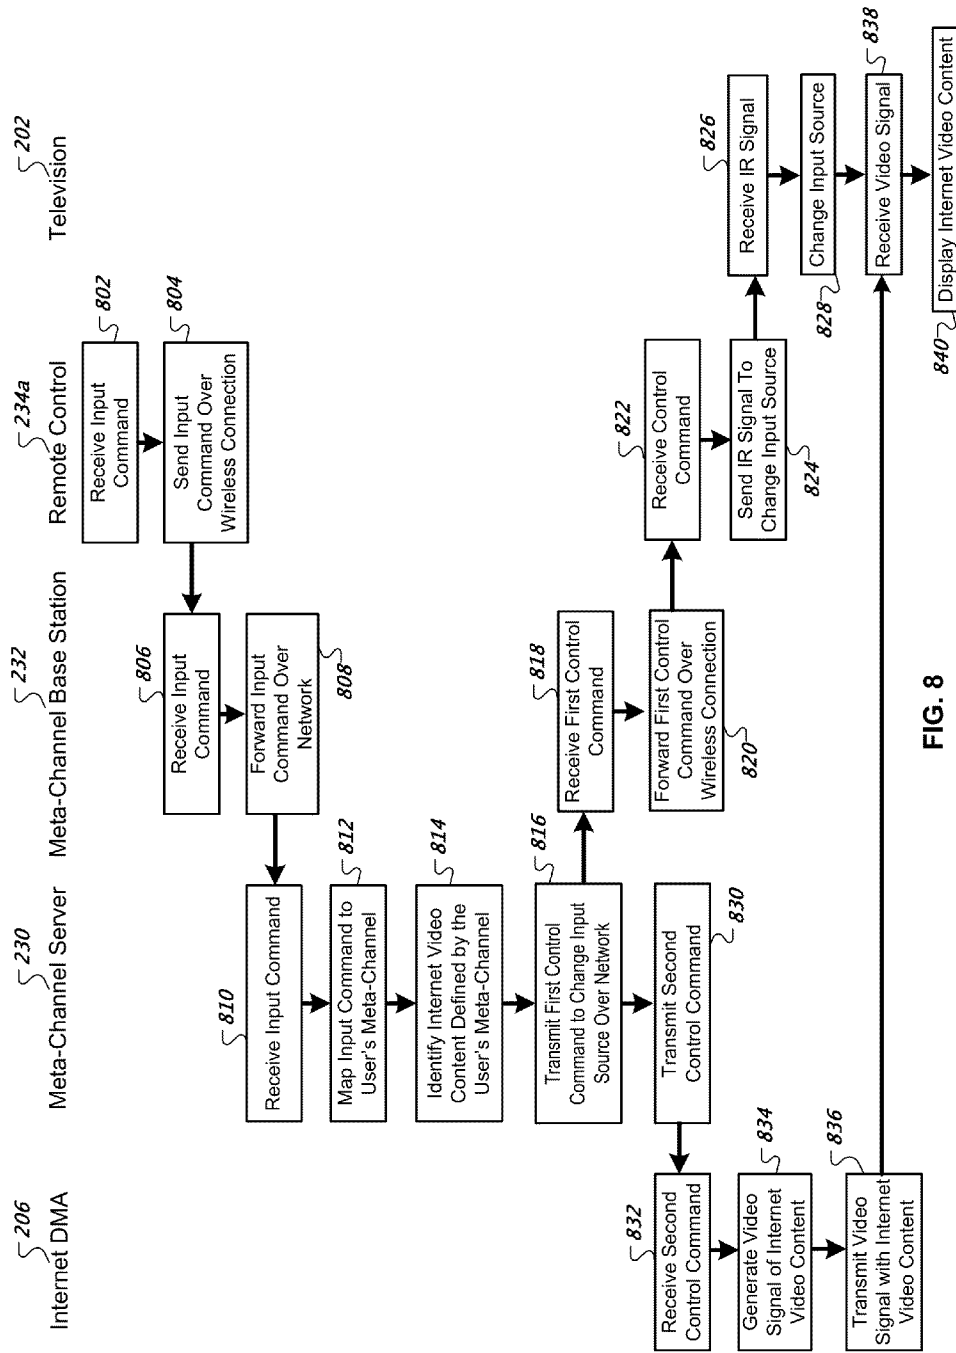 206
Internet DMA
230
Meta-Channel Server
232
Meta-Channel Base Station
234a
Remote Control
202
Television
Receive Input
Command
802
Send Input
Command Over
Wireless Connection
804
806
Receive Input
Command
Forward Input
Command Over
Network
808
810
Receive Input Command
Map Input Command to
User's Meta-Channel
812
Identify Internet Video
Content Defined by the
User's Meta-Channel
814
Transmit First Control
Command to Change Input
Source Over Network
816
Receive First Control
Command
818
Forward First Control
Command Over
Wireless Connection
820
Receive Control
Command
822
Send IR Signal To
Change Input Source
824
Receive IR Signal
826
Change Input Source
828
Transmit Second
Control Command
830
832
Receive Second
Control Command
Generate Video
Signal of Internet
Video Content
834
Transmit Video
Signal with Internet
Video Content
836
Receive Video Signal
838
840
Display Internet Video Content
FIG. 8